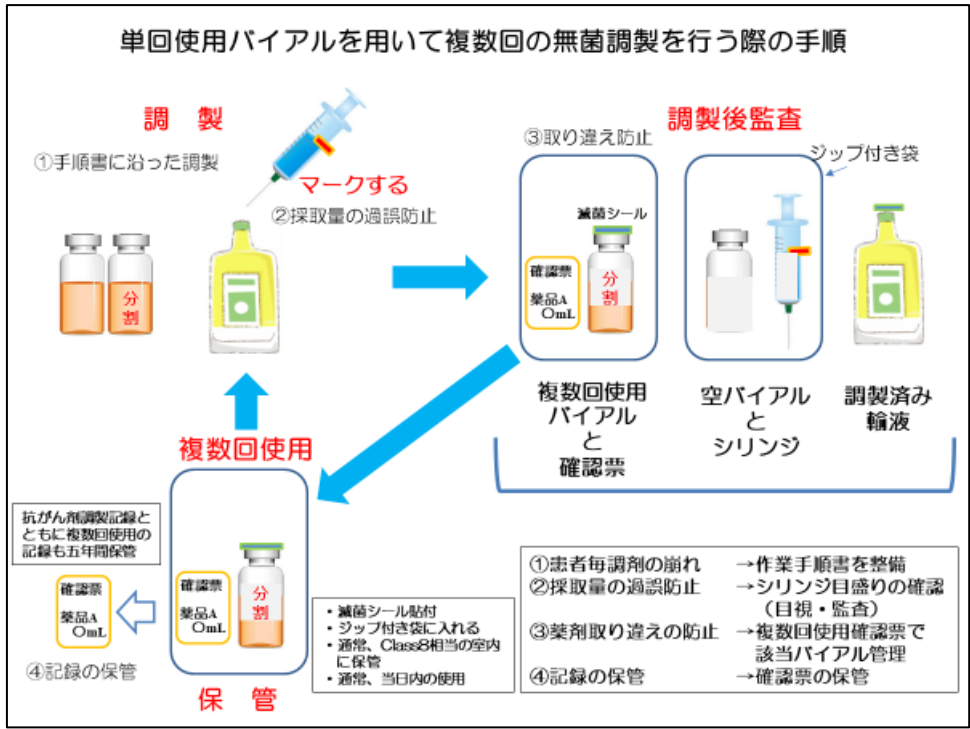 単回使用バイアルを用いて複数回の無菌調製を行う際の手順
調 製
①手順書に沿った調製
マークする
②採取量の過誤防止
分
割
調製後監査
③取り違え防止
ジップ付き袋
滅菌シール
確認票
薬品A
〇mL
分
割
複数回使用
バイアル
と
確認票
空バイアル
と
シリンジ
調製済み
輸液
複数回使用
抗がん剤調製記録と
ともに複数回使用の
記録も五年間保管
確認票
薬品A
〇mL
④記録の保管
確認票
薬品A
〇mL
分
割
保 管
・滅菌シール貼付
・ジップ付き袋に入れる
・通常、Class8相当の室内
に保管
・通常、当日内の使用
①患者毎調剤の崩れ →作業手順書を整備
②採取量の過誤防止 →シリンジ目盛りの確認
（目視・監査）
③薬剤取り違えの防止 →複数回使用確認票で
該当バイアル管理
④記録の保管 →確認票の保管